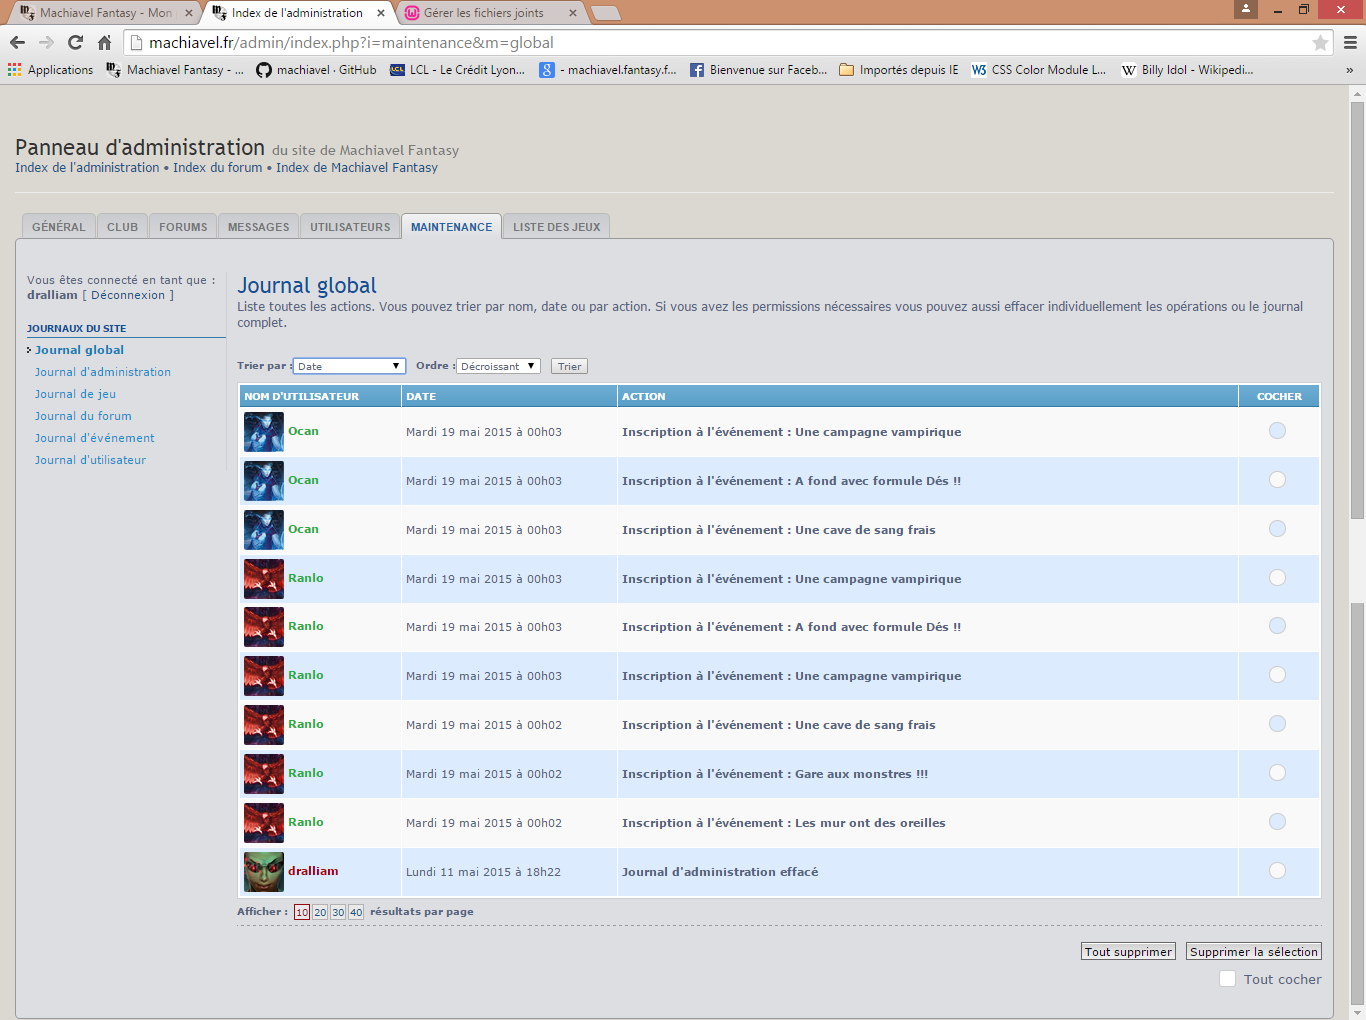 Machiavel Fantasy - Mon
Index de l'administration
Gérer les fichiers joints
machiavel.fr/admin/index.php?i=maintenance&m=global
Applications
Machiavel Fantasy - ...
machiavel · GitHub
LCL - Le Crédit Lyon...
- machiavel.fantasy.f...
Bienvenue sur Faceb...
Importés depuis IE
CSS Color Module L...
Billy Idol - Wikipedi...
»
Panneau d'administration du site de Machiavel Fantasy
Index de l'administration • Index du forum • Index de Machiavel Fantasy
GÉNÉRAL
CLUB
FORUMS
MESSAGES
UTILISATEURS
MAINTENANCE
LISTE DES JEUX
Vous êtes connecté en tant que :
dralliam [ Déconnexion ]
JOURNAUX DU SITE
Journal global
Journal d'administration
Journal de jeu
Journal du forum
Journal d'événement
Journal d'utilisateur
Journal global
Liste toutes les actions. Vous pouvez trier par nom, date ou par action. Si vous avez les permissions nécessaires vous pouvez aussi effacer individuellement les opérations ou le journal
complet.
Trier par : Date Ordre : Décroissant Trier
NOM D'UTILISATEUR DATE ACTION COCHER
Ocan Mardi 19 mai 2015 à 00h03 Inscription à l'événement : Une campagne vampirique
Ocan Mardi 19 mai 2015 à 00h03 Inscription à l'événement : A fond avec formule Dés !!
Ocan Mardi 19 mai 2015 à 00h03 Inscription à l'événement : Une cave de sang frais
Ranlo Mardi 19 mai 2015 à 00h03 Inscription à l'événement : Une campagne vampirique
Ranlo Mardi 19 mai 2015 à 00h03 Inscription à l'événement : A fond avec formule Dés !!
Ranlo Mardi 19 mai 2015 à 00h03 Inscription à l'événement : Une campagne vampirique
Ranlo Mardi 19 mai 2015 à 00h02 Inscription à l'événement : Une cave de sang frais
Ranlo Mardi 19 mai 2015 à 00h02 Inscription à l'événement : Gare aux monstres !!!
Ranlo Mardi 19 mai 2015 à 00h02 Inscription à l'événement : Les mur ont des oreilles
dralliam Lundi 11 mai 2015 à 18h22 Journal d'administration effacé
Afficher : 10 20 30 40 résultats par page
Tout supprimer Supprimer la sélection
Tout cocher